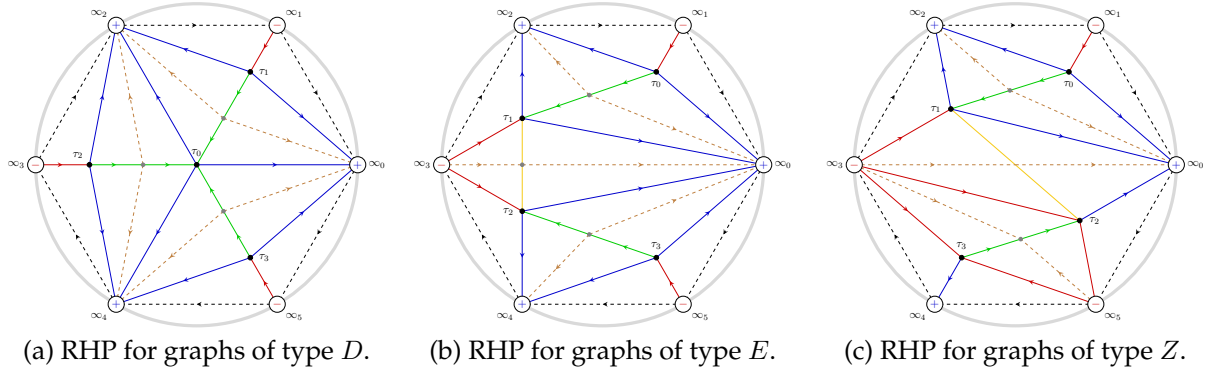 ∞₂ ∞₁ ∞₂ ∞₁ ∞₂ ∞₁
+ − + − + −
τ₁ τ₀ τ₀
τ₁ τ₁
∞₃ − τ₂ τ₀ + ∞₀ ∞₃ − + ∞₀ ∞₃ − + ∞₀
τ₂ τ₂
τ₃ τ₃ τ₃
+ − + − + −
∞₄ ∞₅ ∞₄ ∞₅ ∞₄ ∞₅
(a) RHP for graphs of type D.
(b) RHP for graphs of type E.
(c) RHP for graphs of type Z.